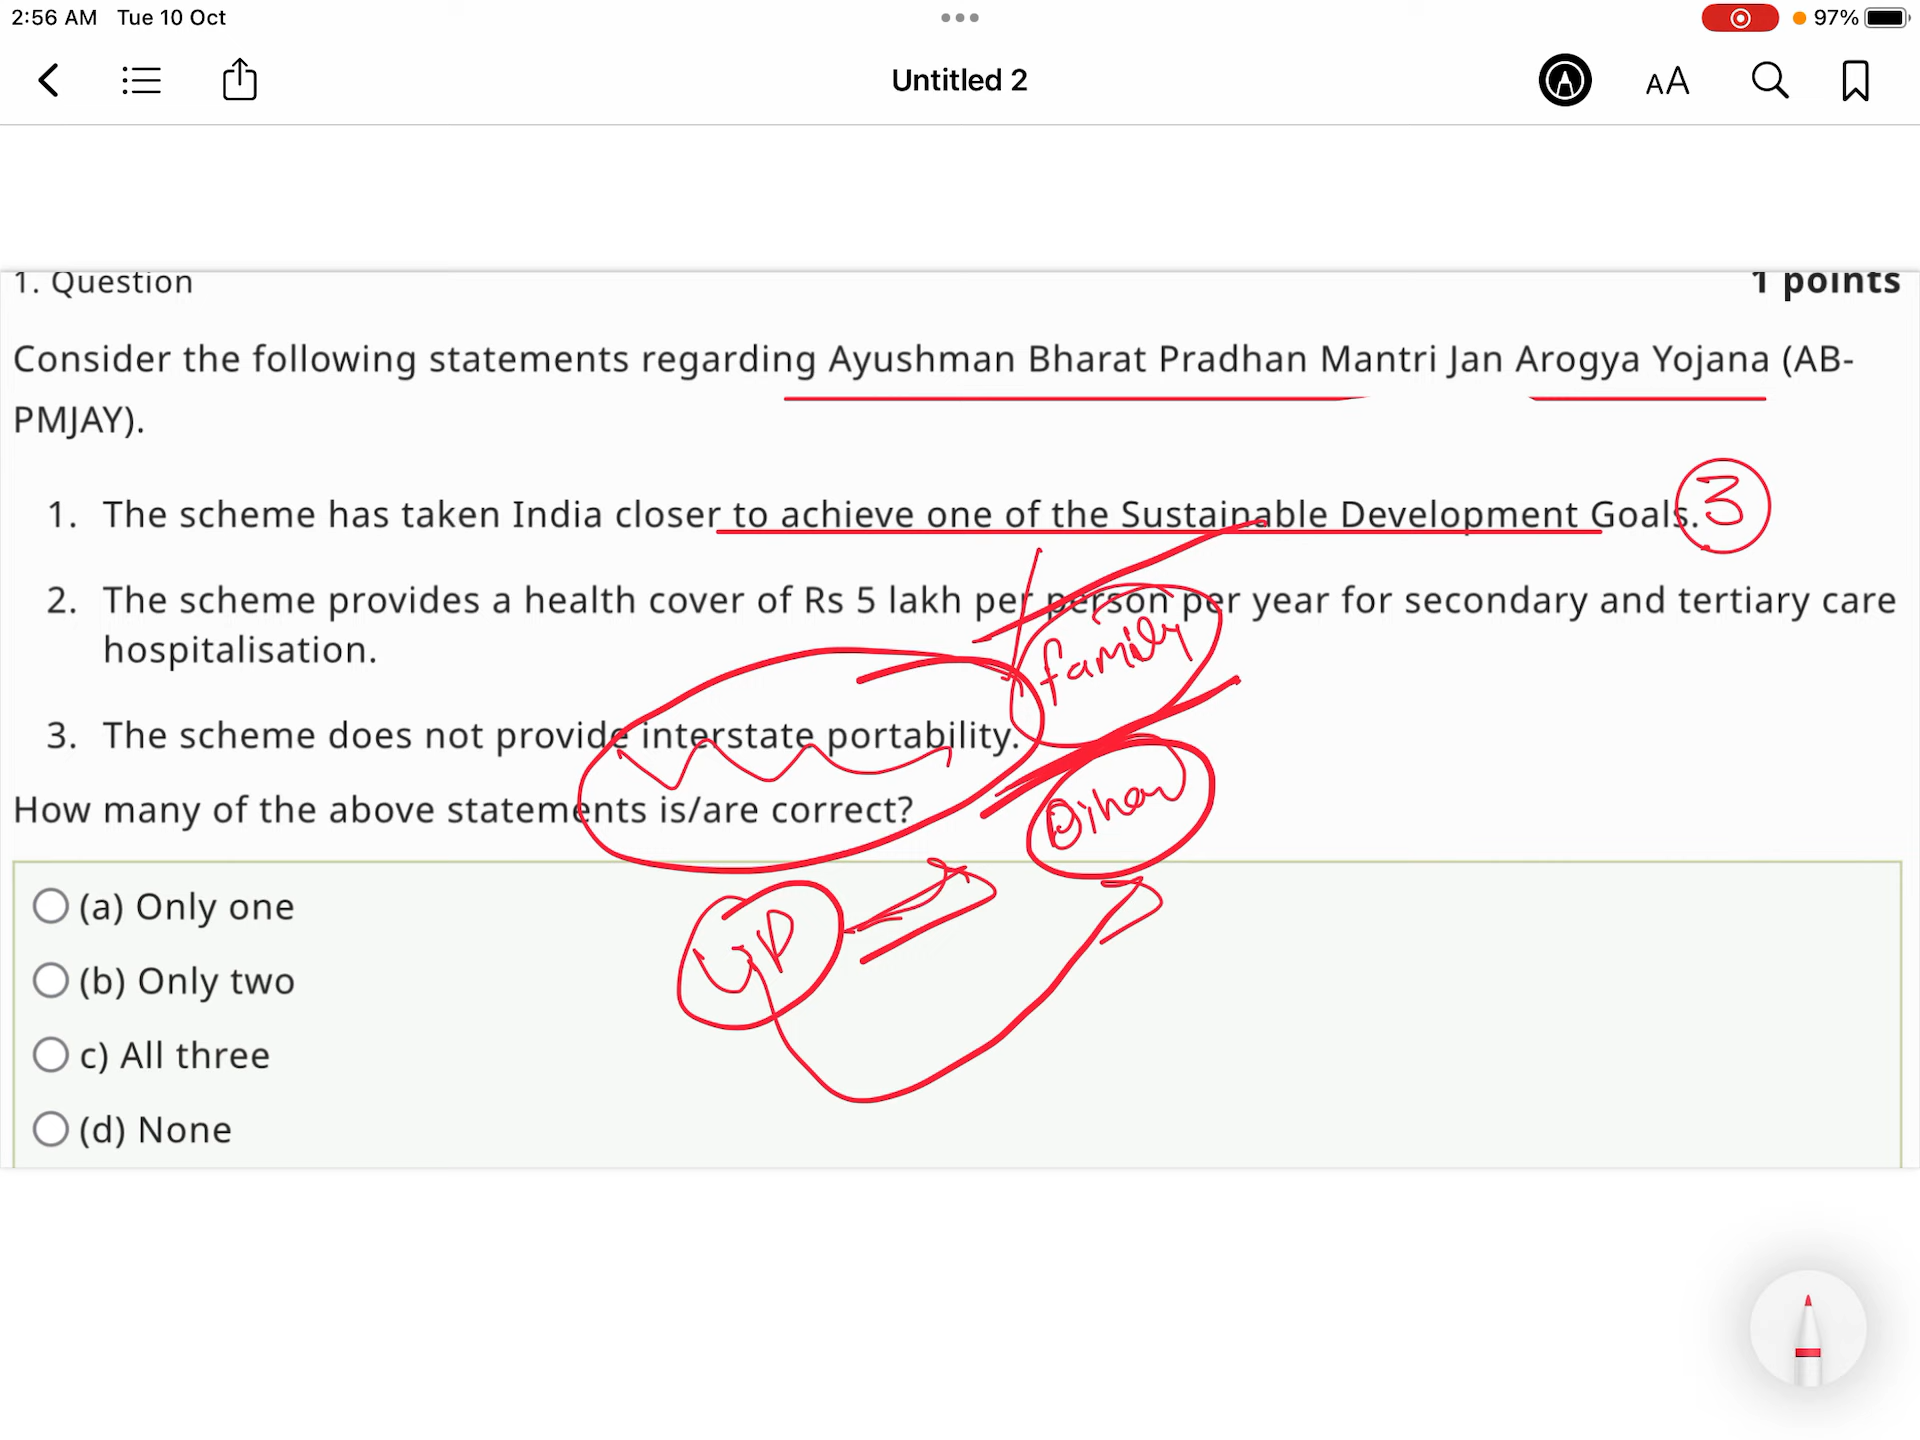 2:56 AM Tue 10 Oct
97%
Untitled 2
AA
1. Question
1 points
Consider the following statements regarding Ayushman Bharat Pradhan Mantri Jan Arogya Yojana (AB-
PMJAY).
1. The scheme has taken India closer to achieve one of the Sustainable Development Goals. 3
2. The scheme provides a health cover of Rs 5 lakh per person per year for secondary and tertiary care
hospitalisation.
family
3. The scheme does not provide interstate portability.
Bihar
How many of the above statements is/are correct?
(a) Only one
UP
(b) Only two
c) All three
(d) None